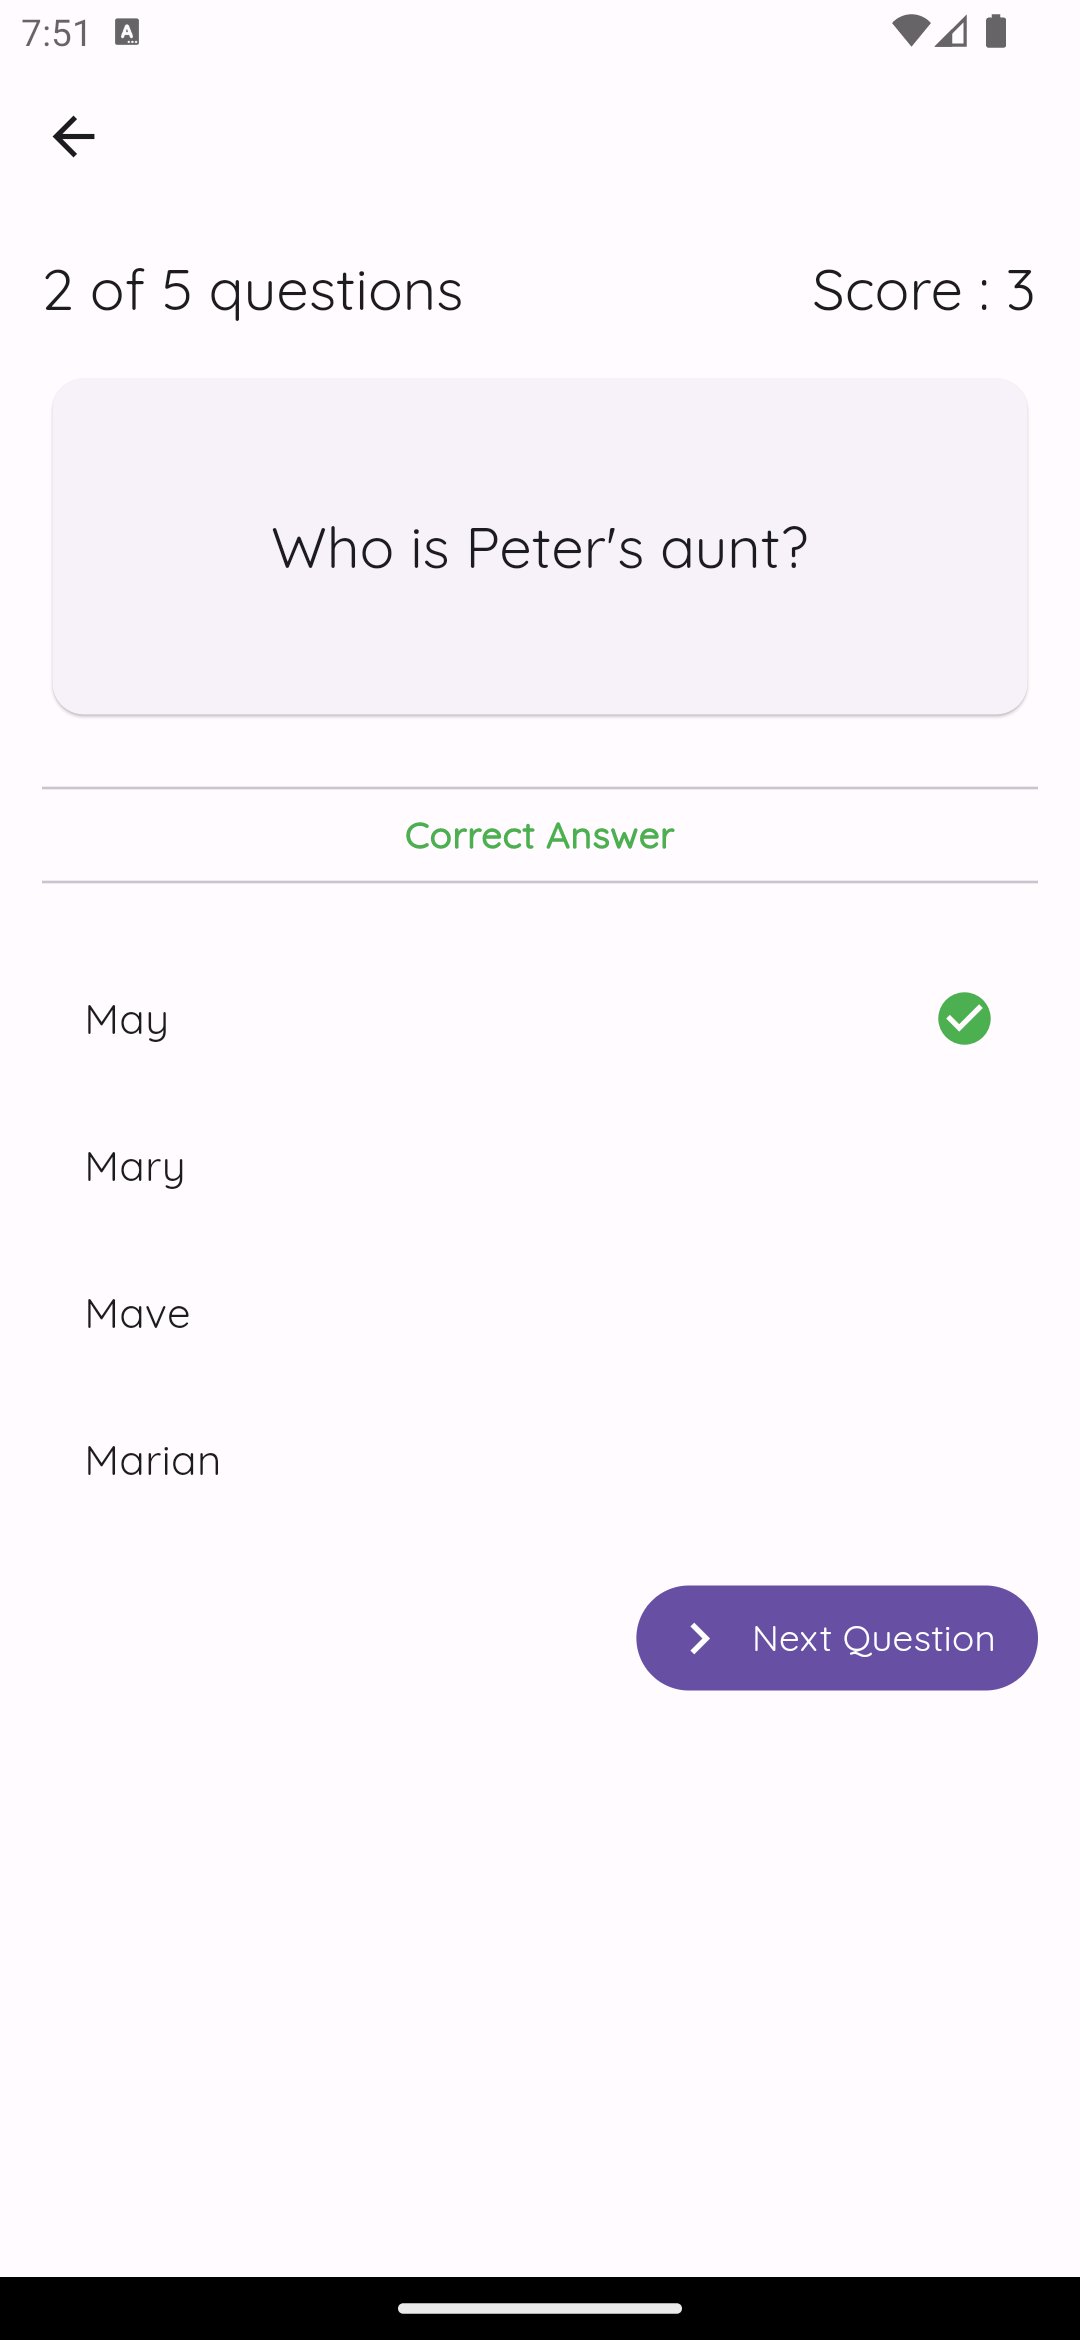 7:51
2 of 5 questions
Score : 3
Who is Peter's aunt?
Correct Answer
May
Mary
Mave
Marian
Next Question